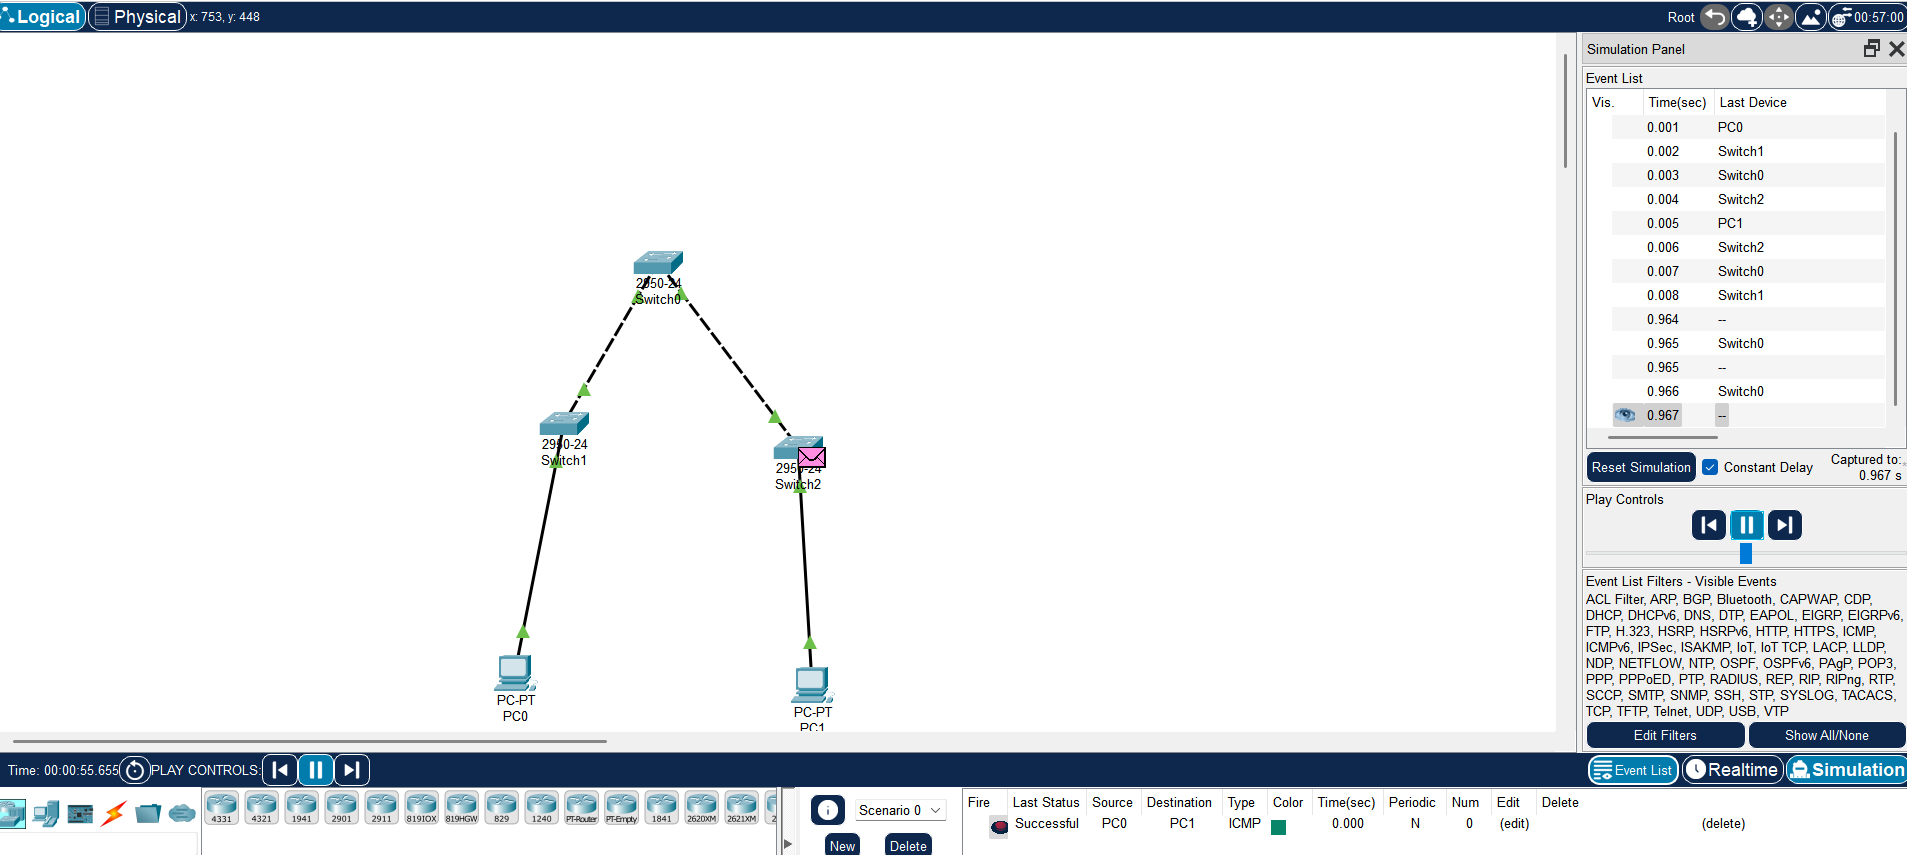 Logical Physical x: 753, y: 448 Root 00:57:00
Simulation Panel
Event List
Vis. Time(sec) Last Device
0.001 PC0
0.002 Switch1
0.003 Switch0
0.004 Switch2
0.005 PC1
0.006 Switch2
0.007 Switch0
0.008 Switch1
0.964 --
0.965 Switch0
0.965 --
0.966 Switch0
0.967 --
Reset Simulation Constant Delay Captured to:
0.967 s
Play Controls
Event List Filters - Visible Events
ACL Filter, ARP, BGP, Bluetooth, CAPWAP, CDP,
DHCP, DHCPv6, DNS, DTP, EAPOL, EIGRP, EIGRPv6,
FTP, H.323, HSRP, HSRPv6, HTTP, HTTPS, ICMP,
ICMPv6, IPSec, ISAKMP, IoT, IoT TCP, LACP, LLDP,
NDP, NETFLOW, NTP, OSPF, OSPFv6, PAgP, POP3,
PPP, PPPoED, PTP, RADIUS, REP, RIP, RIPng, RTP,
SCCP, SMTP, SNMP, SSH, STP, SYSLOG, TACACS,
TCP, TFTP, Telnet, UDP, USB, VTP
Edit Filters Show All/None
2950-24
Switch0
2950-24
Switch1
2950-24
Switch2
PC-PT
PC0
PC-PT
PC1
Time: 00:00:55.655 PLAY CONTROLS: Event List Realtime Simulation
4331 4321 1941 2901 2911 819IOX 819HGW 829 1240 PT-Router PT-Empty 1841 2620XM 2621XM 2
Scenario 0
New Delete
Fire Last Status Source Destination Type Color Time(sec) Periodic Num Edit Delete
Successful PC0 PC1 ICMP 0.000 N 0 (edit) (delete)